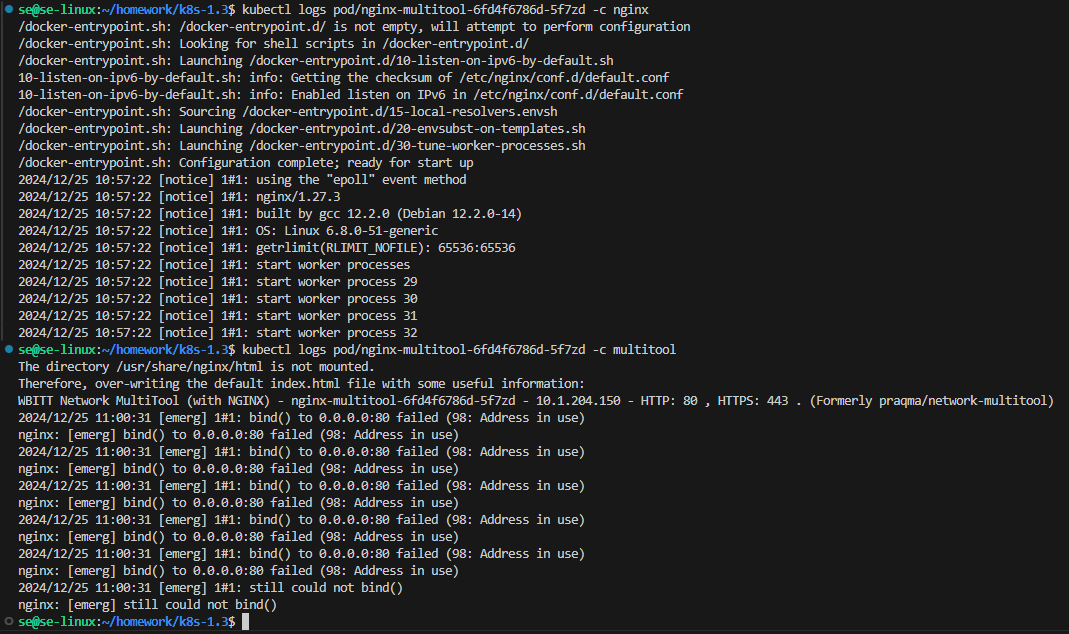 se@se-linux:~/homework/k8s-1.3$ kubectl logs pod/nginx-multitool-6fd4f6786d-5f7zd -c nginx
/docker-entrypoint.sh: /docker-entrypoint.d/ is not empty, will attempt to perform configuration
/docker-entrypoint.sh: Looking for shell scripts in /docker-entrypoint.d/
/docker-entrypoint.sh: Launching /docker-entrypoint.d/10-listen-on-ipv6-by-default.sh
10-listen-on-ipv6-by-default.sh: info: Getting the checksum of /etc/nginx/conf.d/default.conf
10-listen-on-ipv6-by-default.sh: info: Enabled listen on IPv6 in /etc/nginx/conf.d/default.conf
/docker-entrypoint.sh: Sourcing /docker-entrypoint.d/15-local-resolvers.envsh
/docker-entrypoint.sh: Launching /docker-entrypoint.d/20-envsubst-on-templates.sh
/docker-entrypoint.sh: Launching /docker-entrypoint.d/30-tune-worker-processes.sh
/docker-entrypoint.sh: Configuration complete; ready for start up
2024/12/25 10:57:22 [notice] 1#1: using the "epoll" event method
2024/12/25 10:57:22 [notice] 1#1: nginx/1.27.3
2024/12/25 10:57:22 [notice] 1#1: built by gcc 12.2.0 (Debian 12.2.0-14)
2024/12/25 10:57:22 [notice] 1#1: OS: Linux 6.8.0-51-generic
2024/12/25 10:57:22 [notice] 1#1: getrlimit(RLIMIT_NOFILE): 65536:65536
2024/12/25 10:57:22 [notice] 1#1: start worker processes
2024/12/25 10:57:22 [notice] 1#1: start worker process 29
2024/12/25 10:57:22 [notice] 1#1: start worker process 30
2024/12/25 10:57:22 [notice] 1#1: start worker process 31
2024/12/25 10:57:22 [notice] 1#1: start worker process 32
se@se-linux:~/homework/k8s-1.3$ kubectl logs pod/nginx-multitool-6fd4f6786d-5f7zd -c multitool
The directory /usr/share/nginx/html is not mounted.
Therefore, over-writing the default index.html file with some useful information:
WBITT Network MultiTool (with NGINX) - nginx-multitool-6fd4f6786d-5f7zd - 10.1.204.150 - HTTP: 80 , HTTPS: 443 . (Formerly praqma/network-multitool)
2024/12/25 11:00:31 [emerg] 1#1: bind() to 0.0.0.0:80 failed (98: Address in use)
nginx: [emerg] bind() to 0.0.0.0:80 failed (98: Address in use)
2024/12/25 11:00:31 [emerg] 1#1: bind() to 0.0.0.0:80 failed (98: Address in use)
nginx: [emerg] bind() to 0.0.0.0:80 failed (98: Address in use)
2024/12/25 11:00:31 [emerg] 1#1: bind() to 0.0.0.0:80 failed (98: Address in use)
nginx: [emerg] bind() to 0.0.0.0:80 failed (98: Address in use)
2024/12/25 11:00:31 [emerg] 1#1: bind() to 0.0.0.0:80 failed (98: Address in use)
nginx: [emerg] bind() to 0.0.0.0:80 failed (98: Address in use)
2024/12/25 11:00:31 [emerg] 1#1: bind() to 0.0.0.0:80 failed (98: Address in use)
nginx: [emerg] bind() to 0.0.0.0:80 failed (98: Address in use)
2024/12/25 11:00:31 [emerg] 1#1: still could not bind()
nginx: [emerg] still could not bind()
se@se-linux:~/homework/k8s-1.3$